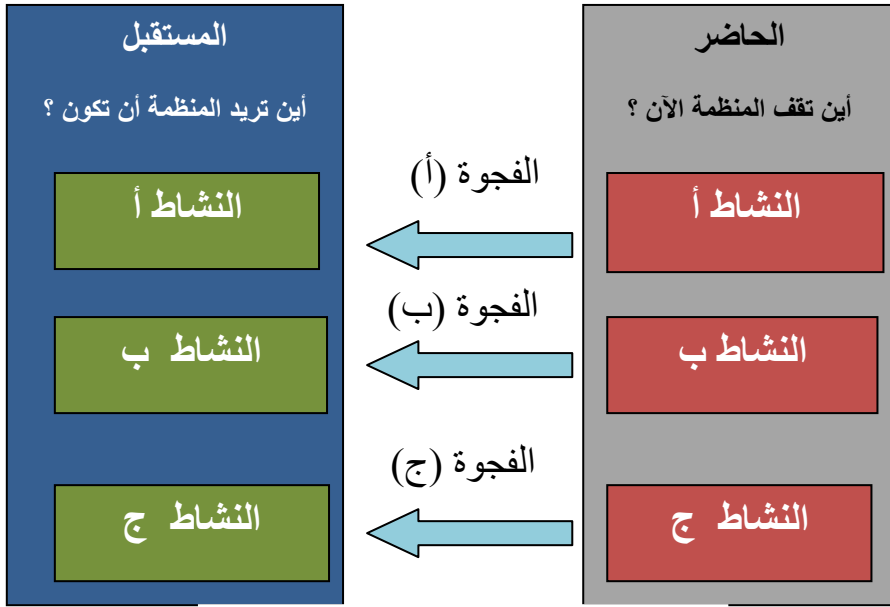 الحاضر
أين تقف المنظمة الآن ؟
النشاط أ
النشاط ب
النشاط ج
الفجوة (أ)
الفجوة (ب)
الفجوة (ج)
المستقبل
أين تريد المنظمة أن تكون ؟
النشاط أ
النشاط ب
النشاط ج